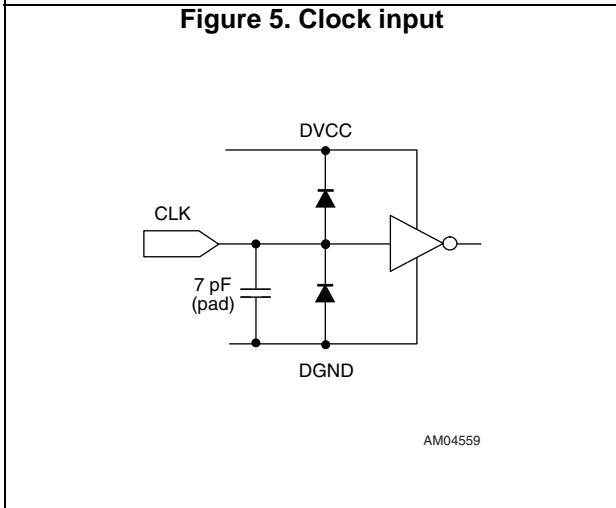 Figure 5. Clock input
DVCC
CLK
7 pF
(pad)
DGND
AM04559